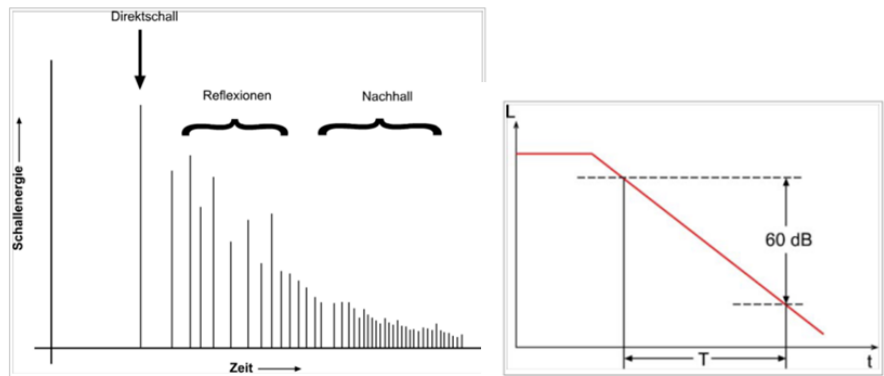 Direktschall
Reflexionen
Nachhall
Schallenergie
Zeit
L
60 dB
T
t